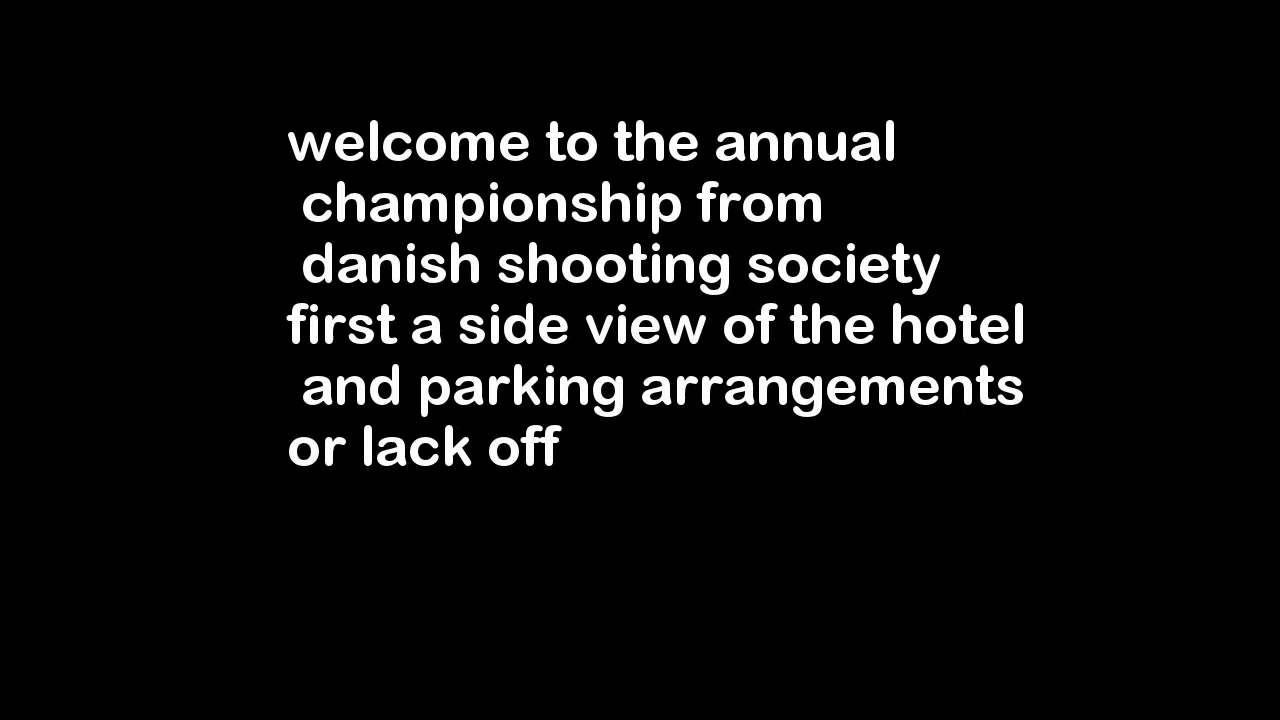 welcome to the annual
championship from
danish shooting society
first a side view of the hotel
and parking arrangements
or lack off